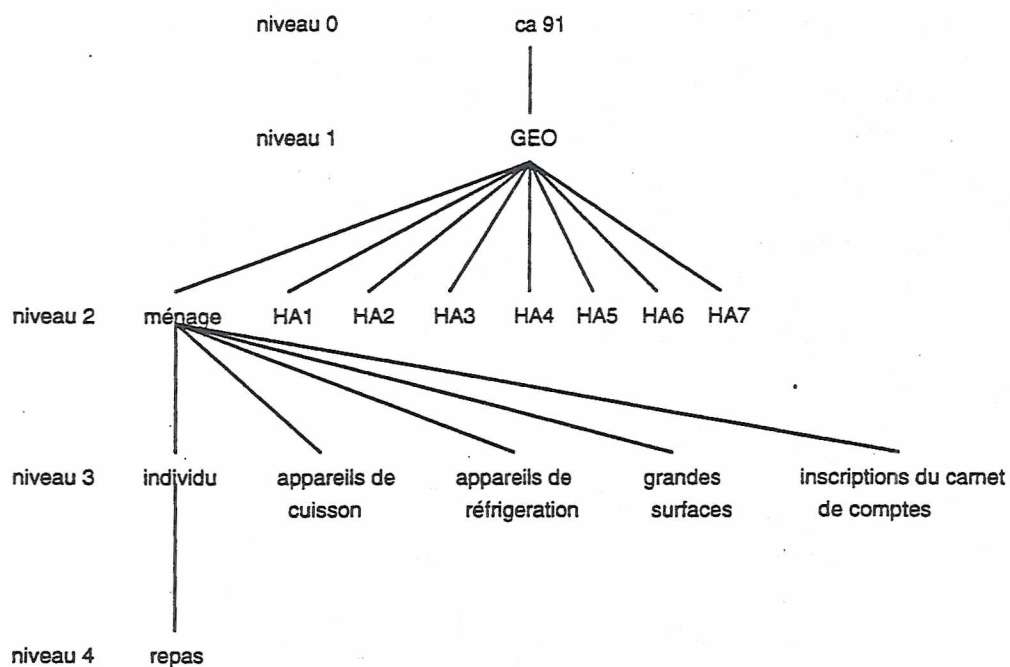 niveau 0 ca 91
niveau 1 GEO
niveau 2 ménage HA1 HA2 HA3 HA4 HA5 HA6 HA7
niveau 3 individu appareils de appareils de grandes inscriptions du carnet
cuisson réfrigeration surfaces de comptes
niveau 4 repas